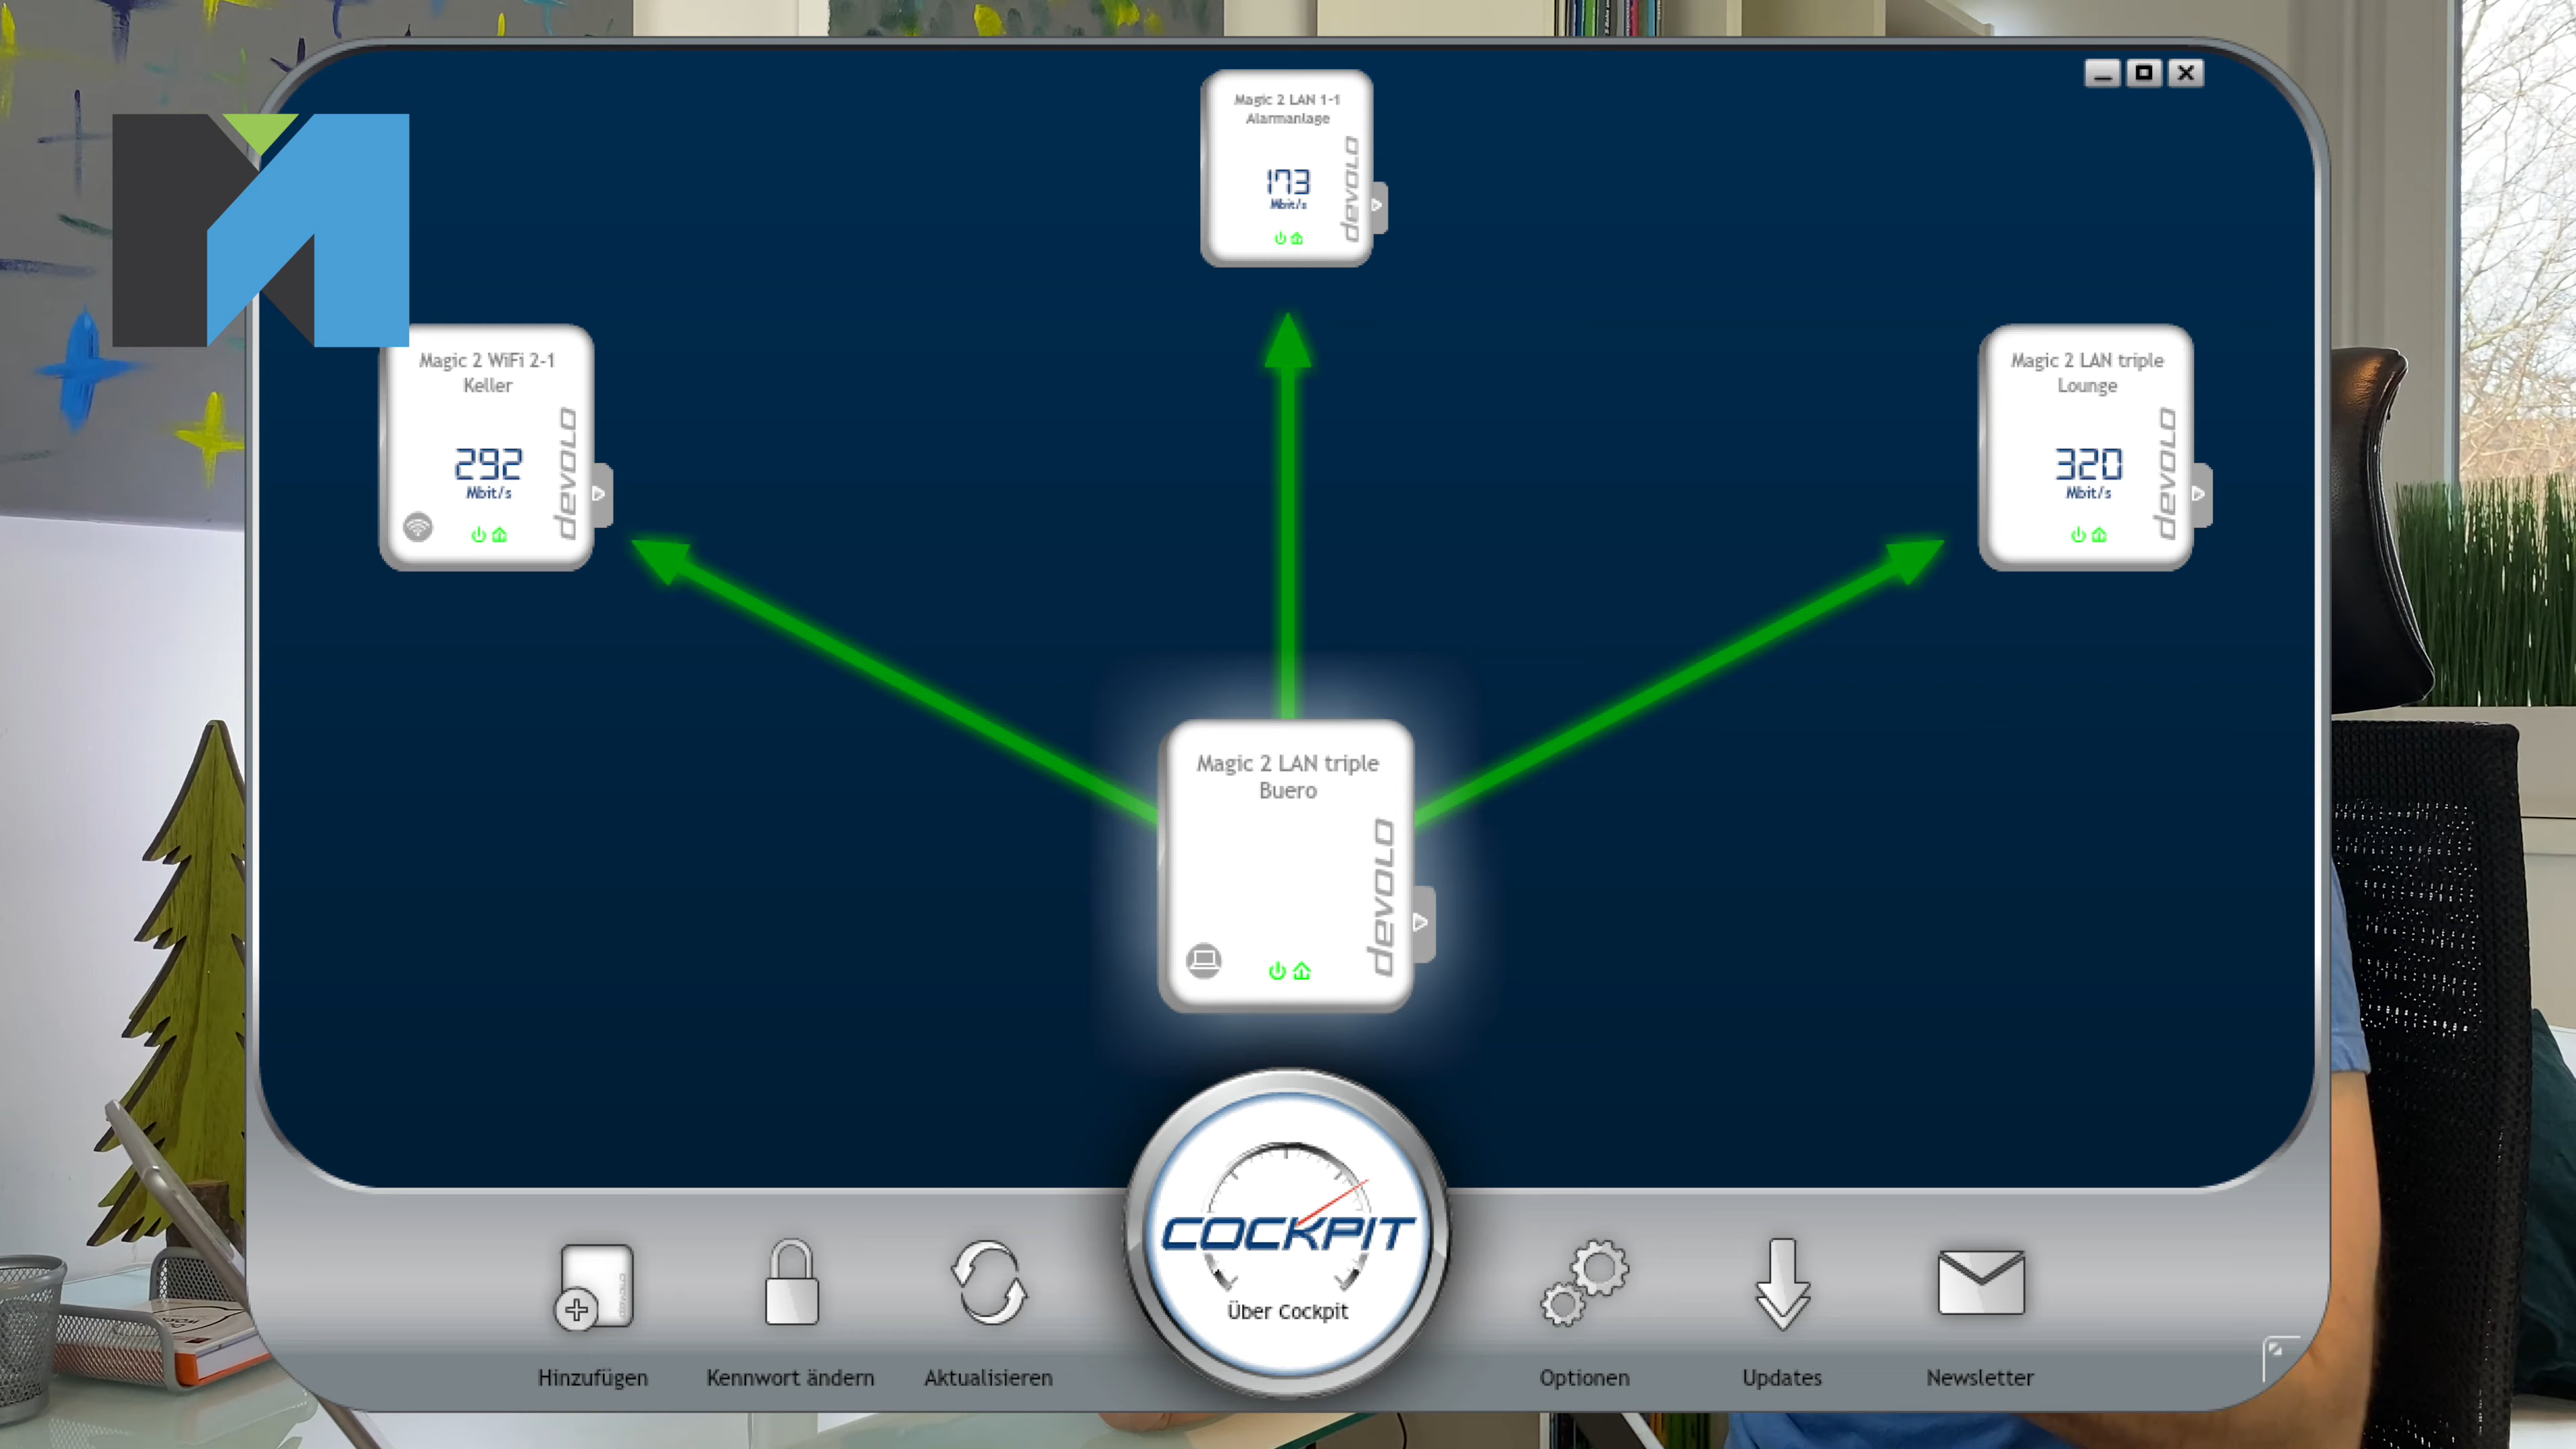 Magic 2 LAN 1-1
Alarmanlage
173
Mbit/s
devolo
Magic 2 WiFi 2-1
Keller
292
Mbit/s
devolo
Magic 2 LAN triple
Lounge
320
Mbit/s
devolo
Magic 2 LAN triple
Buero
devolo
COCKPIT
Über Cockpit
Hinzufügen
Kennwort ändern
Aktualisieren
Optionen
Updates
Newsletter